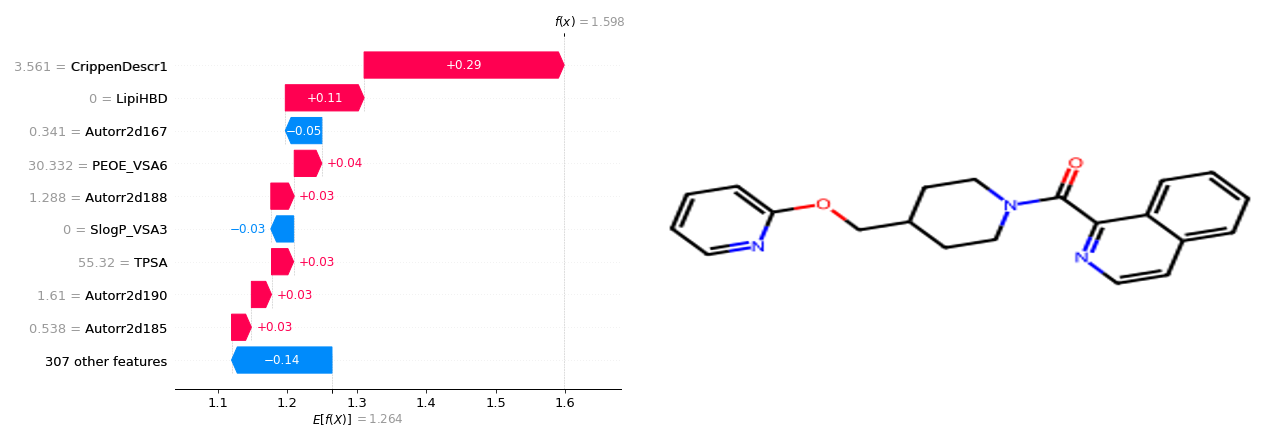 f(x) = 1.598
3.561 = CrippenDescr1
+0.29
0 = LipiHBD
+0.11
0.341 = Autorr2d167
−0.05
30.332 = PEOE_VSA6
+0.04
1.288 = Autorr2d188
+0.03
0 = SlogP_VSA3
−0.03
55.32 = TPSA
+0.03
1.61 = Autorr2d190
+0.03
0.538 = Autorr2d185
+0.03
307 other features
−0.14
1.1 1.2 1.3 1.4 1.5 1.6
E[f(X)] = 1.264
O
O
N
N
N